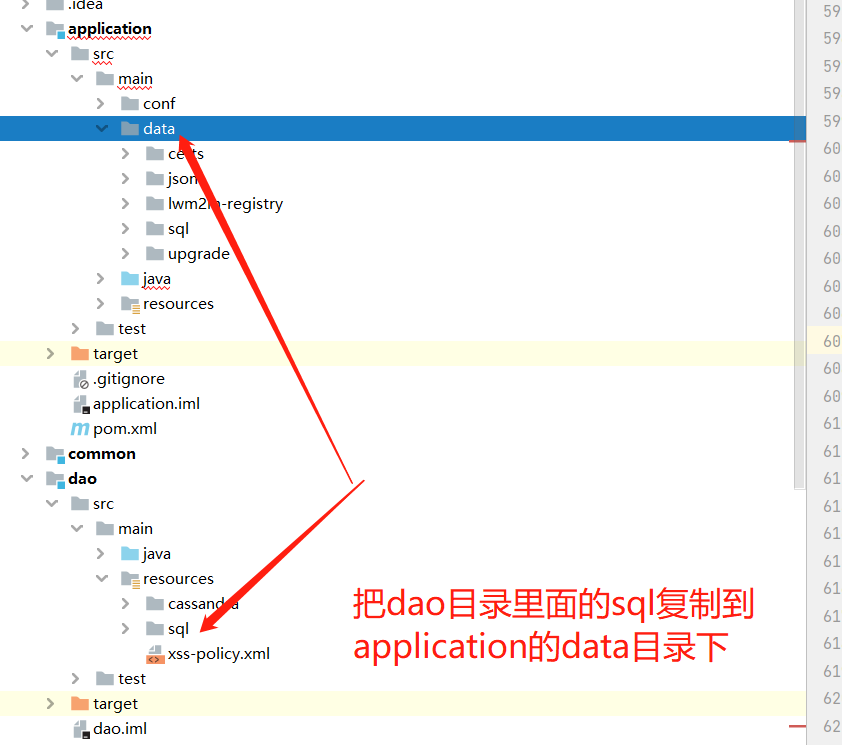 .idea
application
src
main
conf
data
certs
json
lwm2m-registry
sql
upgrade
java
resources
test
target
.gitignore
application.iml
pom.xml
common
dao
src
main
java
resources
cassandra
sql
xss-policy.xml
test
target
dao.iml
把dao目录里面的sql复制到
application的data目录下
59
59
59
59
59
60
60
60
60
60
60
60
60
60
60
61
61
61
61
61
61
61
61
61
61
62
62